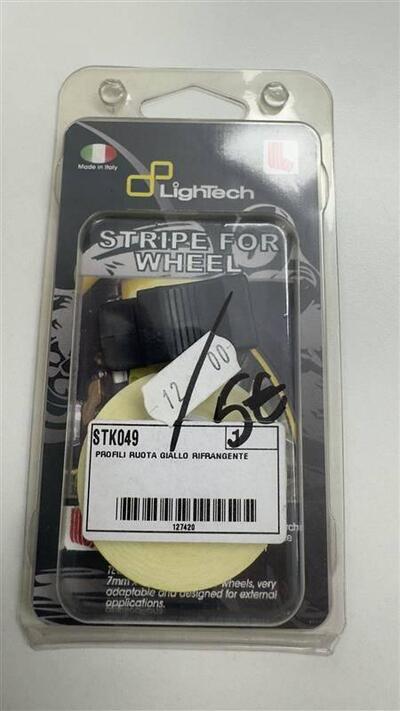 Made in Italy
LighTech
STRIPE FOR
WHEEL
12 00-
5€
STK049
1
PROFILI RUOTA GIALLO RIFRANGENTE
127420
7mm x wheels, very
adaptable and designed for external
applications.